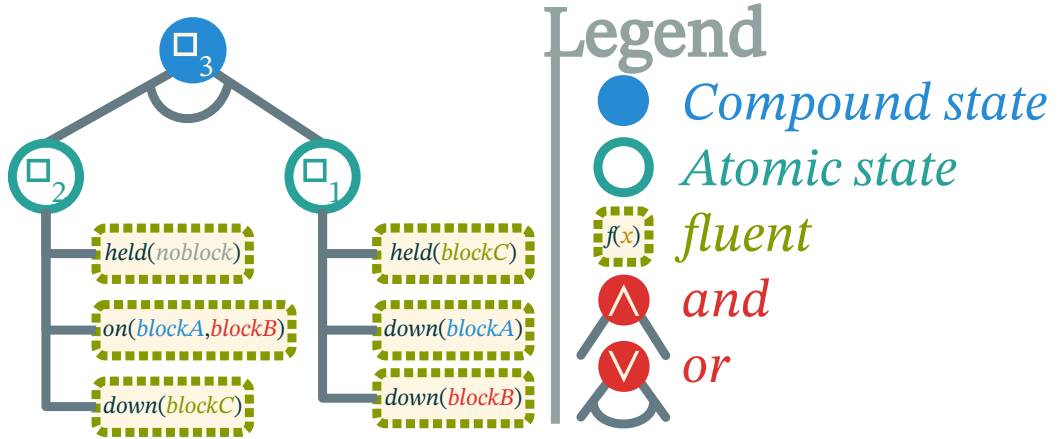 □3
□2
□1
held(noblock)
on(blockA,blockB)
down(blockC)
held(blockC)
down(blockA)
down(blockB)
Legend
Compound state
Atomic state
f(x) fluent
∧ and
∨ or